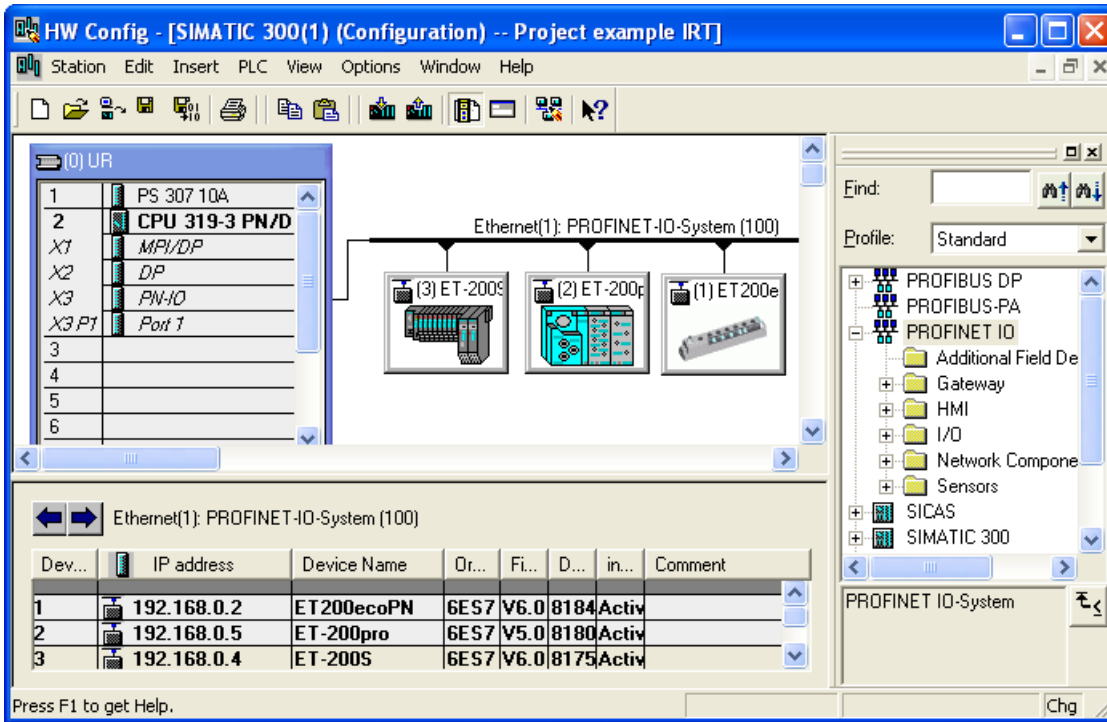 HW Config - [SIMATIC 300(1) (Configuration) -- Project example IRT]
Station Edit Insert PLC View Options Window Help
(0) UR
1 PS 307 10A
2 CPU 319-3 PN/D
X1 MPI/DP
X2 DP
X3 PN-IO
X3 P1 Port 1
3
4
5
6
Ethernet(1): PROFINET-IO-System (100)
(3) ET-200S
(2) ET-200p
(1) ET200e
Find:
Profile: Standard
PROFIBUS DP
PROFIBUS-PA
PROFINET IO
Additional Field De
Gateway
HMI
I/O
Network Compone
Sensors
SICAS
SIMATIC 300
PROFINET IO-System
Ethernet(1): PROFINET-IO-System (100)
Dev... IP address Device Name Or... Fi... D... in... Comment
1 192.168.0.2 ET200ecoPN 6ES7 V6.0 8184 Activ
2 192.168.0.5 ET-200pro 6ES7 V5.0 8180 Activ
3 192.168.0.4 ET-200S 6ES7 V6.0 8175 Activ
Press F1 to get Help. Chg